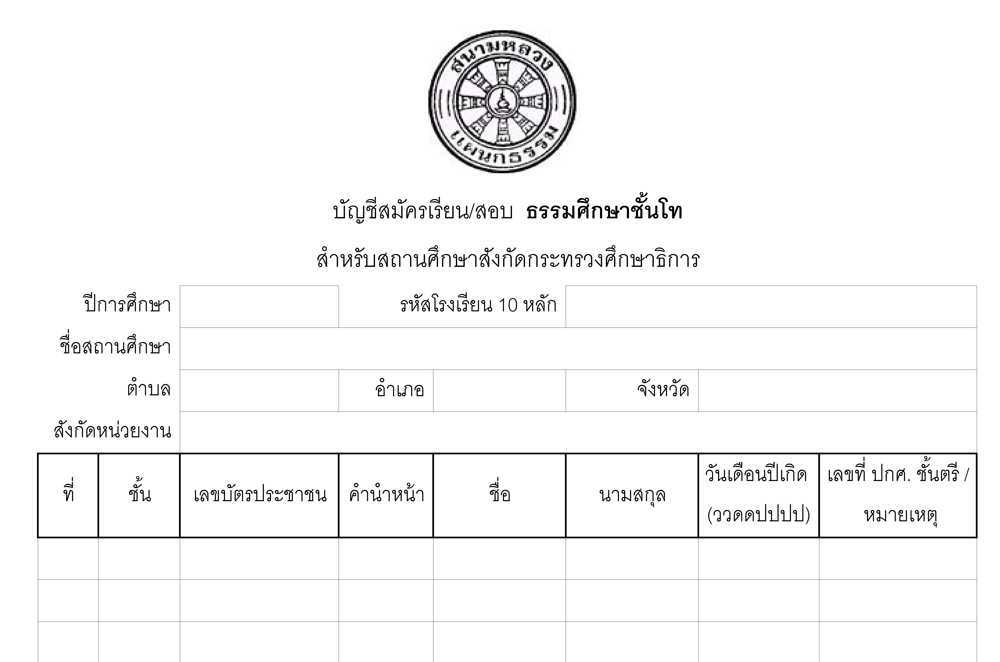 สนามหลวง
แผนกธรรม
บัญชีสมัครเรียน/สอบ ธรรมศึกษาชั้นโท
สำหรับสถานศึกษาสังกัดกระทรวงศึกษาธิการ
ปีการศึกษา รหัสโรงเรียน 10 หลัก
ชื่อสถานศึกษา
ตำบล อำเภอ จังหวัด
สังกัดหน่วยงาน
ที่ ชั้น เลขบัตรประชาชน คำนำหน้า ชื่อ นามสกุล วันเดือนปีเกิด เลขที่ ปกศ. ชั้นตรี /
(ววดดปปปป) หมายเหตุ